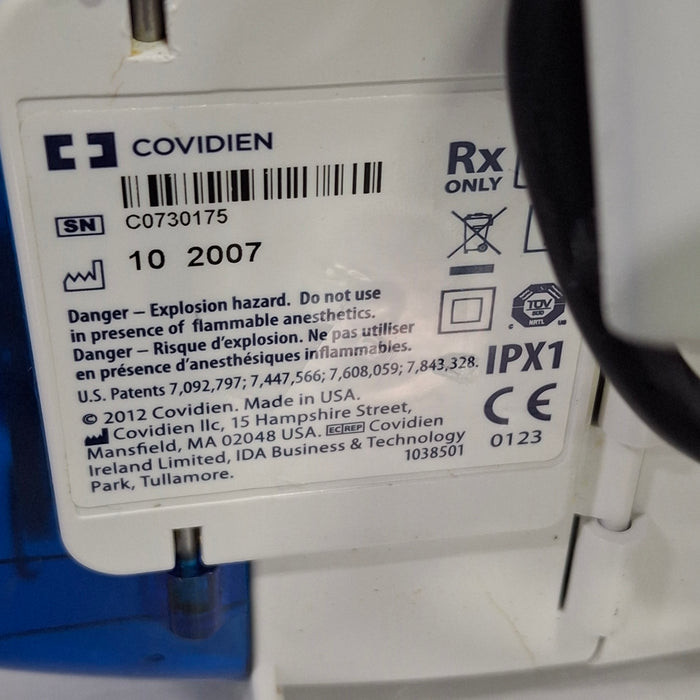 COVIDIEN
SN C0730175
10 2007
Danger – Explosion hazard. Do not use
in presence of flammable anesthetics.
Danger – Risque d'explosion. Ne pas utiliser
en présence d'anesthésiques inflammables.
U.S. Patents 7,092,797; 7,447,566; 7,608,059; 7,843,328.
© 2012 Covidien. Made in USA.
Covidien llc, 15 Hampshire Street,
Mansfield, MA 02048 USA. EC REP Covidien
Ireland Limited, IDA Business & Technology
Park, Tullamore.
1038501
Rx
ONLY
TÜV
SÜD
NRTL
C US
IPX1
CE
0123